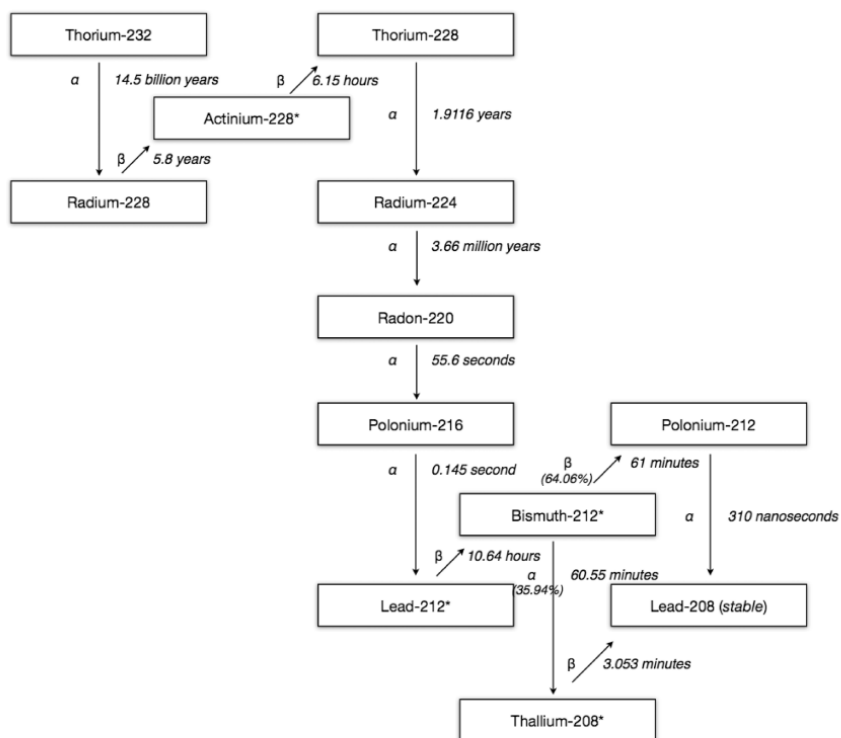 Thorium-232
Thorium-228
α 14.5 billion years
β 6.15 hours
Actinium-228*
α 1.9116 years
β 5.8 years
Radium-228
Radium-224
α 3.66 million years
Radon-220
α 55.6 seconds
Polonium-216
Polonium-212
α 0.145 second
β 61 minutes
(64.06%)
Bismuth-212*
α 310 nanoseconds
β 10.64 hours
α 60.55 minutes
(35.94%)
Lead-212*
Lead-208 (stable)
β 3.053 minutes
Thallium-208*